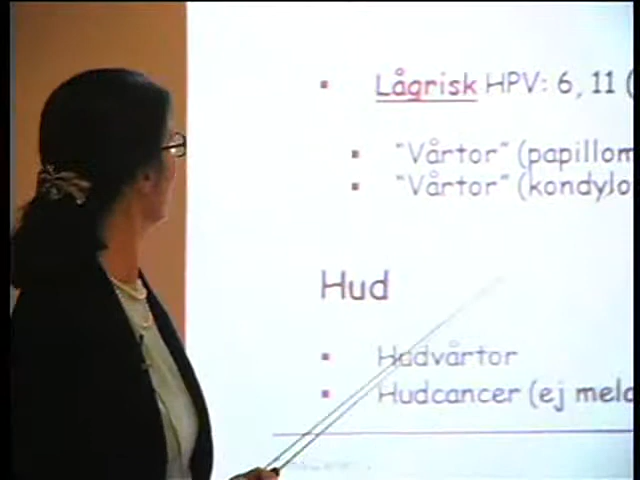 Lågrisk HPV: 6, 11 (
"Vårtor" (papillom
"Vårtor" (kondylo
Hud
Hudvårtor
Hudcancer (ej mela